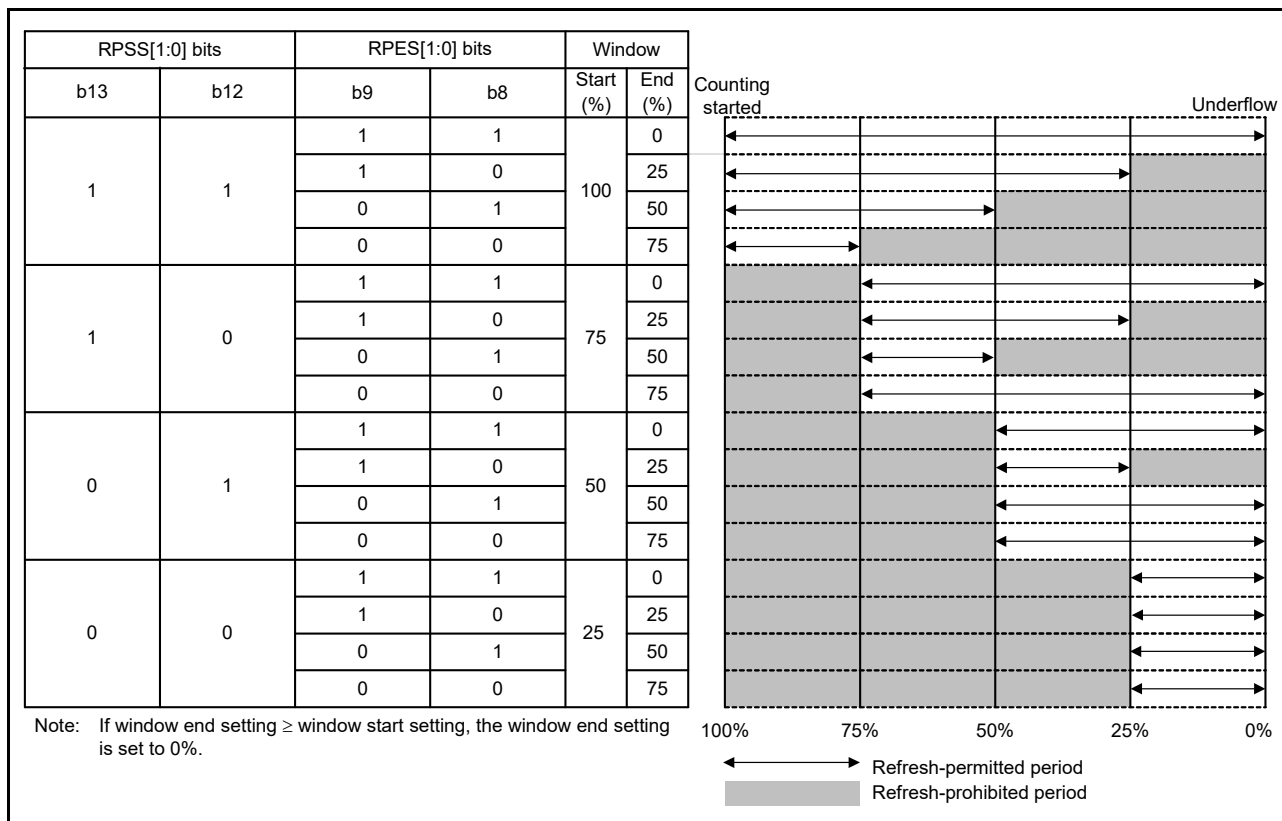 RPSS[1:0] bits RPES[1:0] bits Window
b13 b12 b9 b8 Start (%) End (%)
Counting started Underflow
1 1 1 1 100 0
1 0 25
0 1 50
0 0 75
1 0 1 1 75 0
1 0 25
0 1 50
0 0 75
0 1 1 1 50 0
1 0 25
0 1 50
0 0 75
0 0 1 1 25 0
1 0 25
0 1 50
0 0 75
Note: If window end setting ≥ window start setting, the window end setting
is set to 0%.
100% 75% 50% 25% 0%
Refresh-permitted period
Refresh-prohibited period